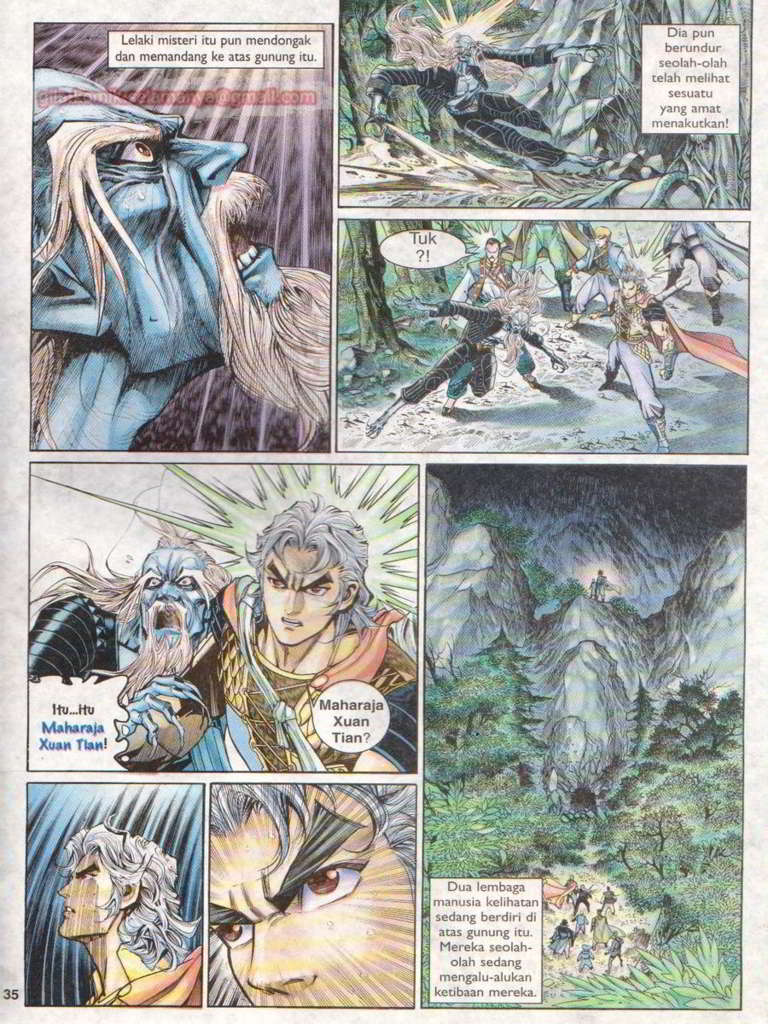 Lelaki misteri itu pun mendongak
dan memandang ke atas gunung itu.
Dia pun
berundur
seolah-olah
telah melihat
sesuatu
yang amat
menakutkan!
Tuk
?!
Itu...itu
Maharaja
Xuan Tian!
Maharaja
Xuan
Tian?
Dua lembaga
manusia kelihatan
sedang berdiri di
atas gunung itu.
Mereka seolah-
olah sedang
mengalu-alukan
ketibaan mereka.
35